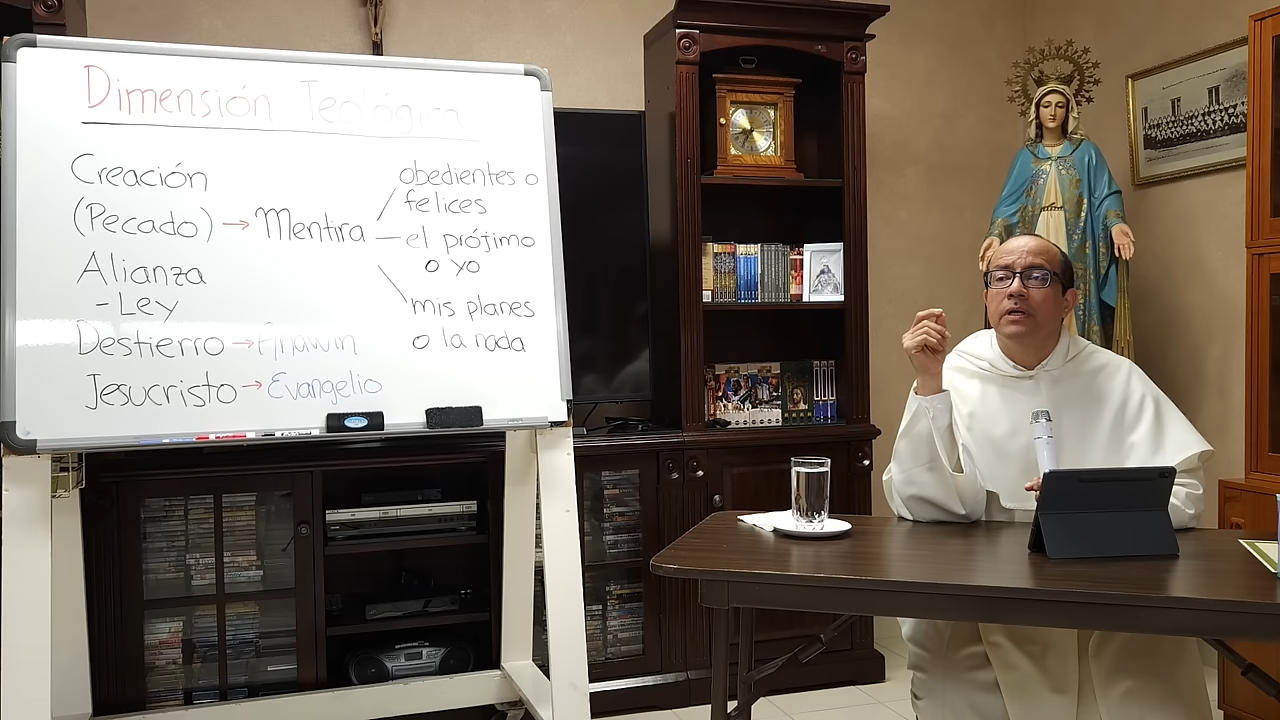 Dimensión Teológica
Creación
(Pecado) → Mentira
Alianza
- Ley
Destierro → Anawin
Jesucristo → Evangelio
obedientes o
felices
el prójimo
o yo
mis planes
o la nada